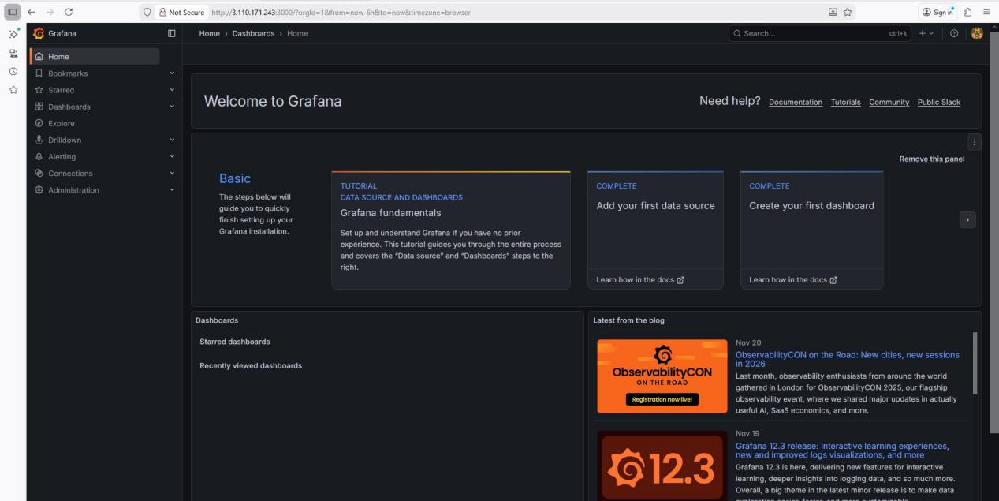 Not Secure http://3.110.171.243:3000/?orgId=1&from=now-6h&to=now&timezone=browser
Sign in
Grafana
Home › Dashboards › Home
Search...
ctrl+k
Home
Bookmarks
Starred
Dashboards
Explore
Drilldown
Alerting
Connections
Administration
Welcome to Grafana
Need help? Documentation Tutorials Community Public Slack
Remove this panel
Basic
The steps below will
guide you to quickly
finish setting up your
Grafana installation.
TUTORIAL
DATA SOURCE AND DASHBOARDS
Grafana fundamentals
Set up and understand Grafana if you have no prior
experience. This tutorial guides you through the entire process
and covers the “Data source” and “Dashboards” steps to the
right.
COMPLETE
Add your first data source
Learn how in the docs
COMPLETE
Create your first dashboard
Learn how in the docs
Dashboards
Starred dashboards
Recently viewed dashboards
Latest from the blog
ObservabilityCON
ON THE ROAD
Registration now live!
Nov 20
ObservabilityCON on the Road: New cities, new sessions
in 2026
Last month, observability enthusiasts from around the world
gathered in London for ObservabilityCON 2025, our flagship
observability event, where we shared major updates in actually
useful AI, SaaS economics, and more.
12.3
Nov 19
Grafana 12.3 release: Interactive learning experiences,
new and improved logs visualizations, and more
Grafana 12.3 is here, delivering new features for interactive
learning, deeper insights into logging data, and so much more.
Overall, a big theme in the latest minor release is to make data